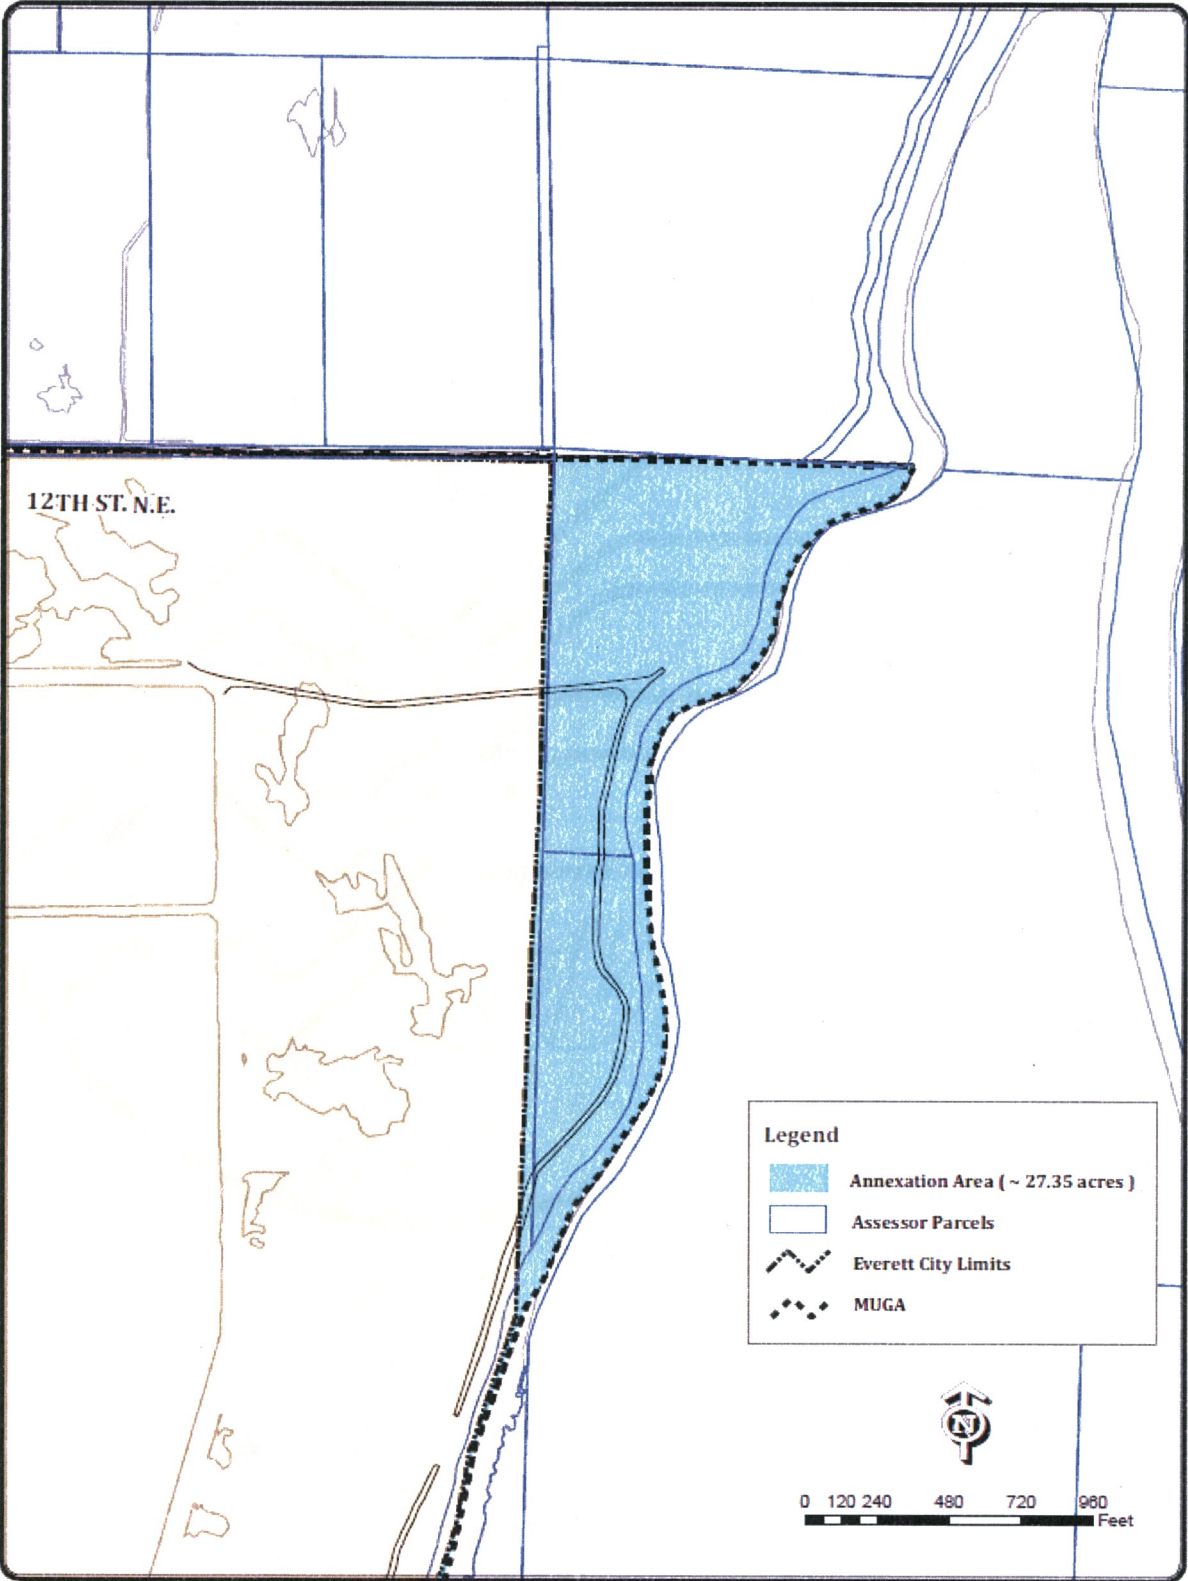 12TH ST. N.E.
Legend
Annexation Area ( ~ 27.35 acres )
Assessor Parcels
Everett City Limits
MUGA
N
0 120 240 480 720 960
Feet